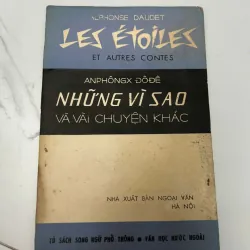 ALPHONSE DAUDET
LES ÉTOILES
ET AUTRES CONTES
ANPHÔNGX ĐÔĐÊ
NHỮNG VÌ SAO
VÀ VÀI CHUYỆN KHÁC
NHÀ XUẤT BẢN NGOẠI VĂN
HÀ NỘI
TỦ SÁCH SONG NGỮ PHỔ THÔNG • VĂN HỌC NƯỚC NGOÀI